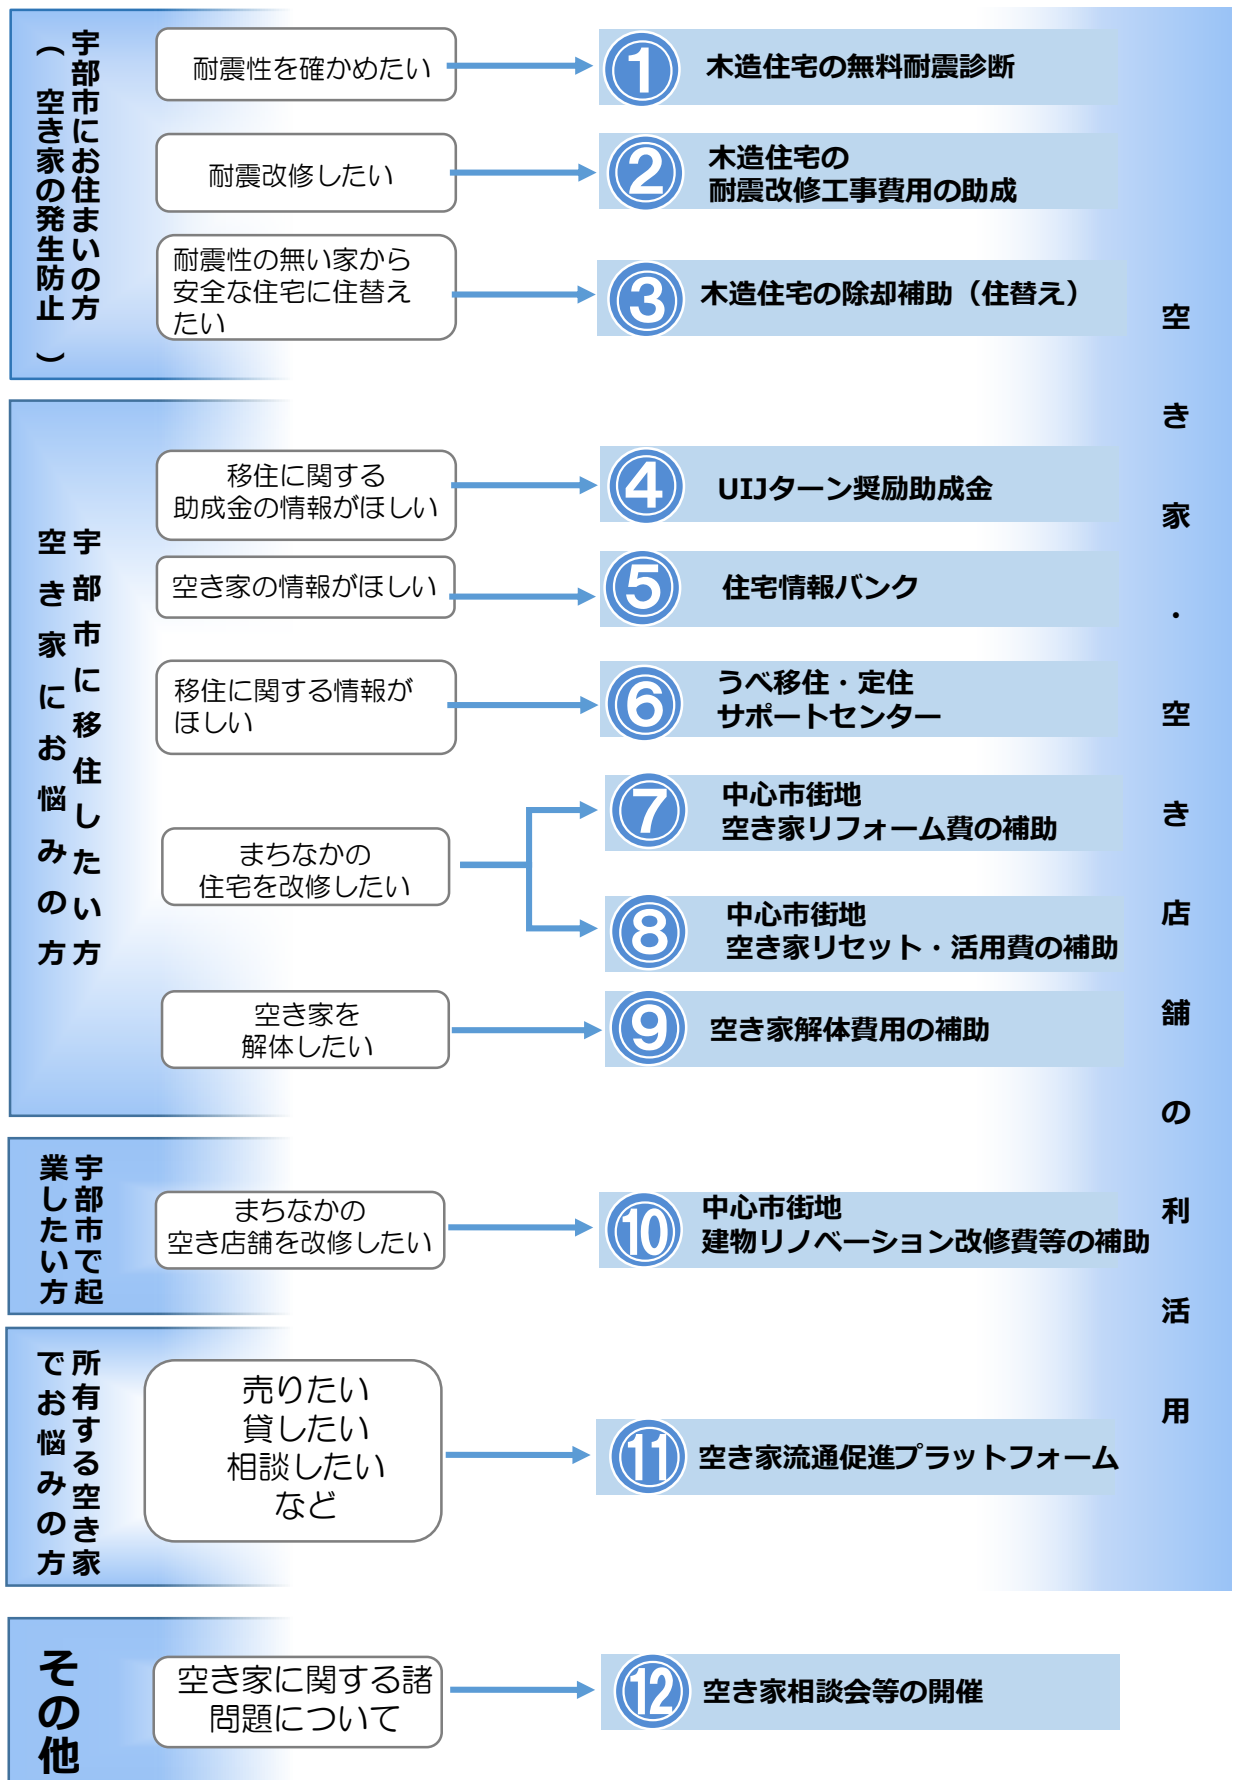 宇部市にお住まいの方
（空き家の発生防止）
耐震性を確かめたい
① 木造住宅の無料耐震診断
耐震改修したい
② 木造住宅の
耐震改修工事費用の助成
耐震性の無い家から
安全な住宅に住替え
たい
③ 木造住宅の除却補助（住替え）
宇部市に移住したい方
空き家にお悩みの方
移住に関する
助成金の情報がほしい
④ UIJターン奨励助成金
空き家の情報がほしい
⑤ 住宅情報バンク
移住に関する情報が
ほしい
⑥ うべ移住・定住
サポートセンター
まちなかの
住宅を改修したい
⑦ 中心市街地
空き家リフォーム費の補助
⑧ 中心市街地
空き家リセット・活用費の補助
空き家を
解体したい
⑨ 空き家解体費用の補助
宇部市で起
業したい方
まちなかの
空き店舗を改修したい
⑩ 中心市街地
建物リノベーション改修費等の補助
所有する空き家
でお悩みの方
売りたい
貸したい
相談したい
など
⑪ 空き家流通促進プラットフォーム
空き家・空き店舗の利活用
その他
空き家に関する諸
問題について
⑫ 空き家相談会等の開催